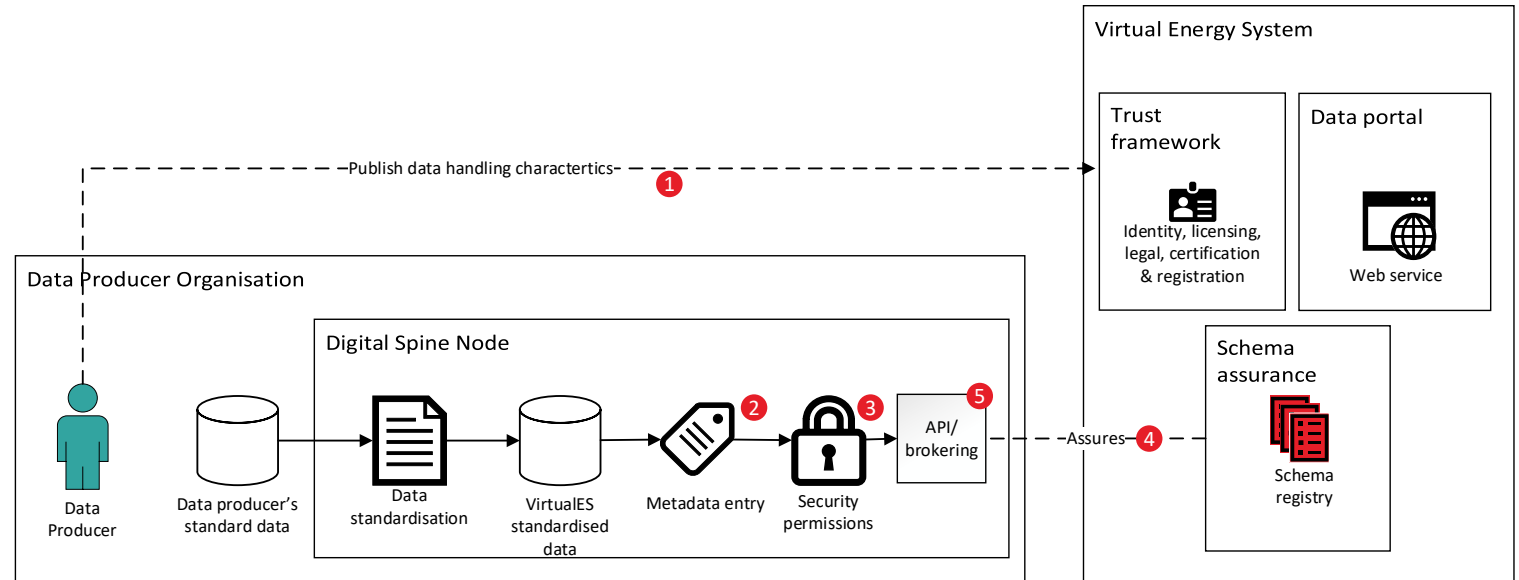 Virtual Energy System
Trust
framework
Identity, licensing,
legal, certification
& registration
Data portal
Web service
Publish data handling charactertics
1
Data Producer Organisation
Data
Producer
Data producer's
standard data
Digital Spine Node
Data
standardisation
VirtualES
standardised
data
2
Metadata entry
3
Security
permissions
5
API/
brokering
Assures
4
Schema
assurance
Schema
registry